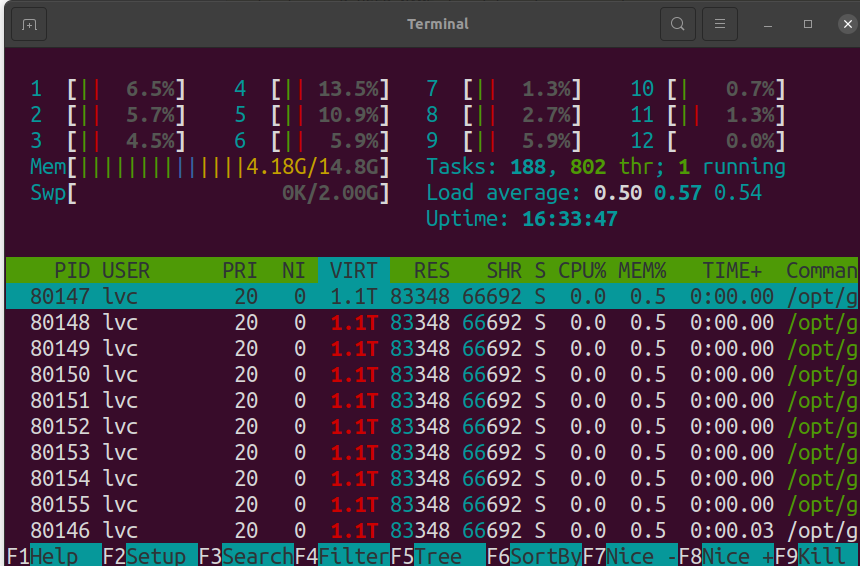 Terminal
1 [|| 6.5%] 4 [|| 13.5%] 7 [|| 1.3%] 10 [| 0.7%]
2 [|| 5.7%] 5 [|| 10.9%] 8 [|| 2.7%] 11 [|| 1.3%]
3 [|| 4.5%] 6 [|| 5.9%] 9 [|| 5.9%] 12 [ 0.0%]
Mem[||||||||||||||4.18G/14.8G] Tasks: 188, 802 thr; 1 running
Swp[ 0K/2.00G] Load average: 0.50 0.57 0.54
Uptime: 16:33:47
PID USER PRI NI VIRT RES SHR S CPU% MEM% TIME+ Comman
80147 lvc 20 0 1.1T 83348 66692 S 0.0 0.5 0:00.00 /opt/g
80148 lvc 20 0 1.1T 83348 66692 S 0.0 0.5 0:00.00 /opt/g
80149 lvc 20 0 1.1T 83348 66692 S 0.0 0.5 0:00.00 /opt/g
80150 lvc 20 0 1.1T 83348 66692 S 0.0 0.5 0:00.00 /opt/g
80151 lvc 20 0 1.1T 83348 66692 S 0.0 0.5 0:00.00 /opt/g
80152 lvc 20 0 1.1T 83348 66692 S 0.0 0.5 0:00.00 /opt/g
80153 lvc 20 0 1.1T 83348 66692 S 0.0 0.5 0:00.00 /opt/g
80154 lvc 20 0 1.1T 83348 66692 S 0.0 0.5 0:00.00 /opt/g
80155 lvc 20 0 1.1T 83348 66692 S 0.0 0.5 0:00.00 /opt/g
80146 lvc 20 0 1.1T 83348 66692 S 0.0 0.5 0:00.03 /opt/g
F1Help F2Setup F3SearchF4FilterF5Tree F6SortByF7Nice -F8Nice +F9Kill